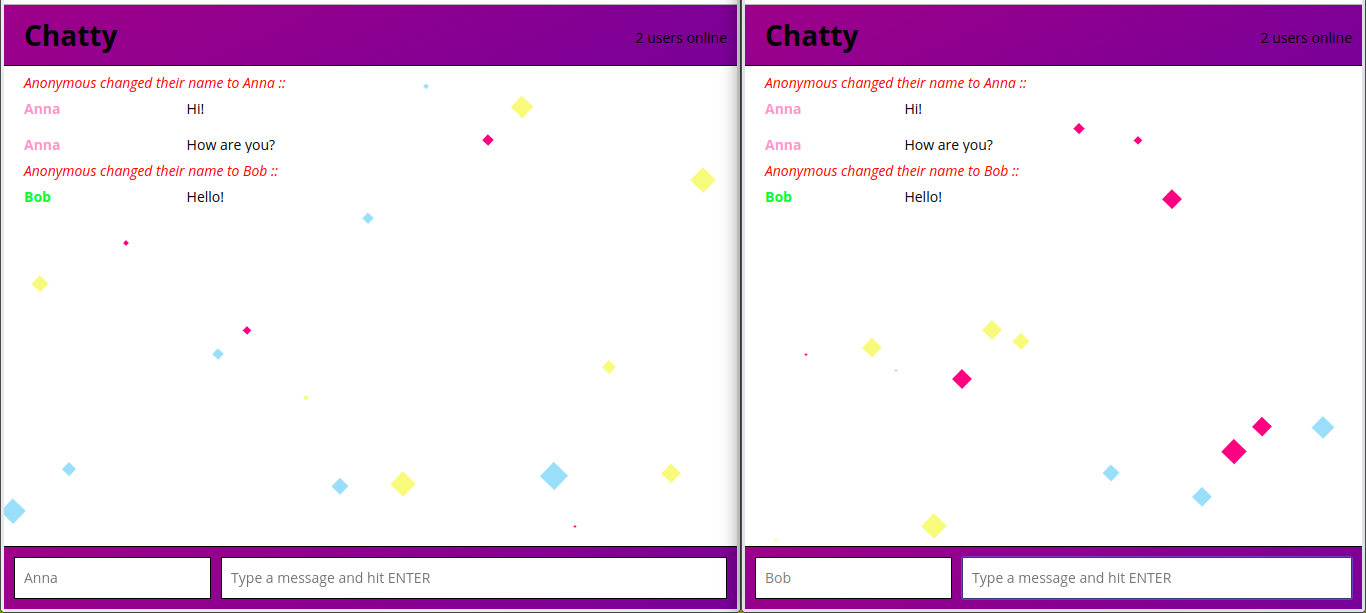 Chatty
2 users online
Anonymous changed their name to Anna ::
Anna Hi!
Anna How are you?
Anonymous changed their name to Bob ::
Bob Hello!
Anna Type a message and hit ENTER
Chatty
2 users online
Anonymous changed their name to Anna ::
Anna Hi!
Anna How are you?
Anonymous changed their name to Bob ::
Bob Hello!
Bob Type a message and hit ENTER